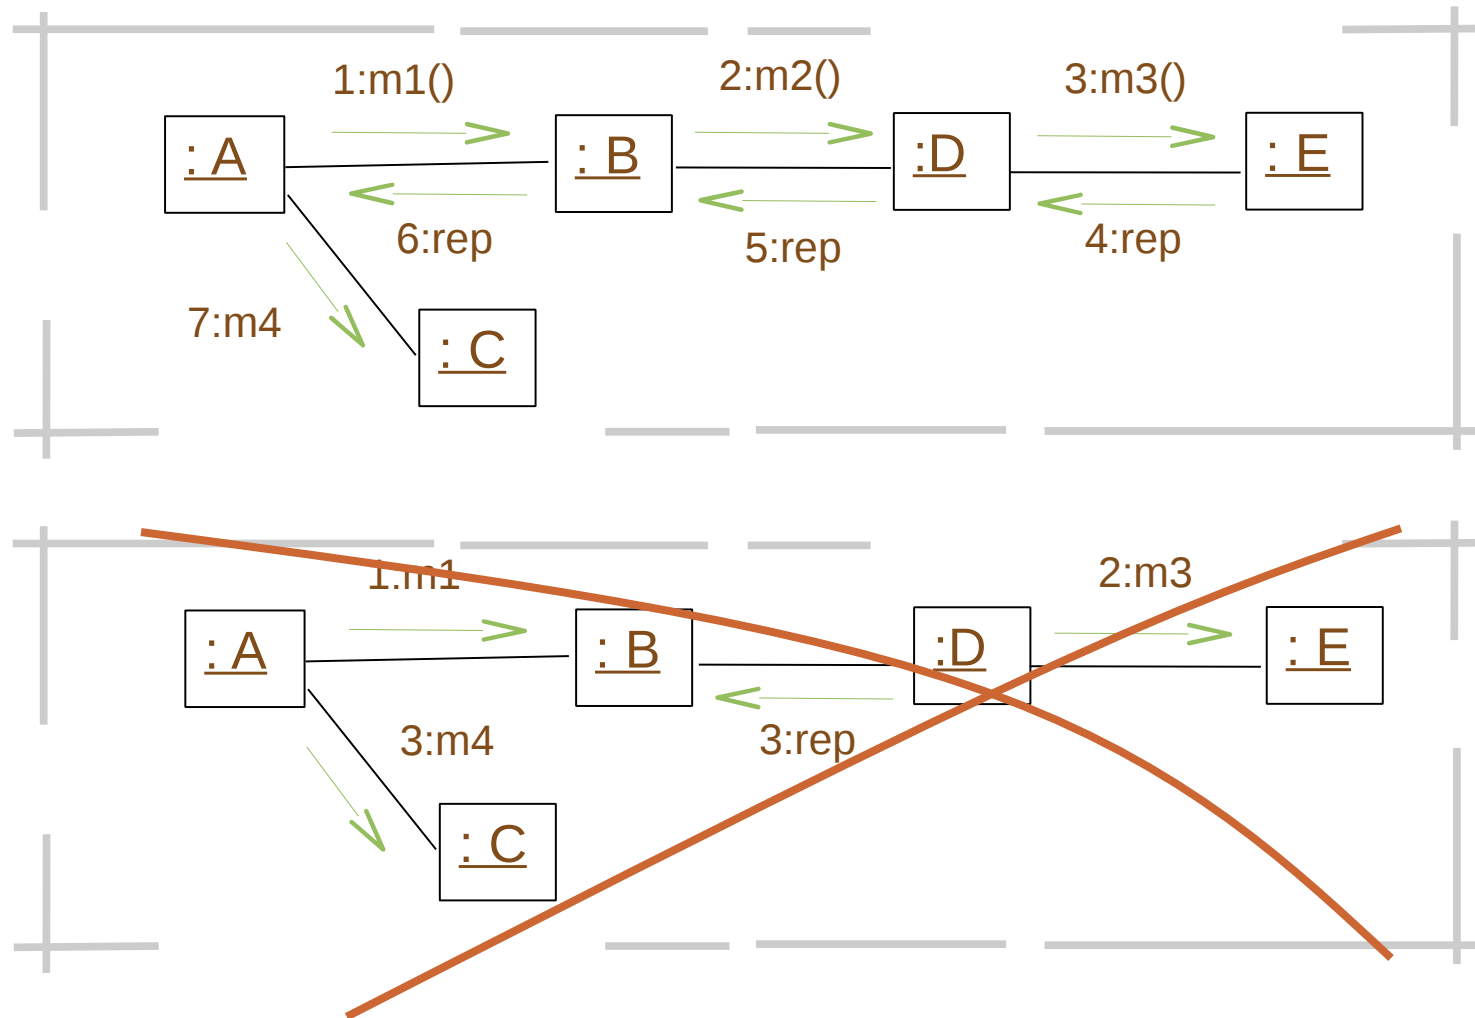 1:m1()
2:m2()
3:m3()
: A
: B
:D
: E
6:rep
5:rep
4:rep
7:m4
: C
1:m1
2:m3
: A
: B
:D
: E
3:m4
3:rep
: C